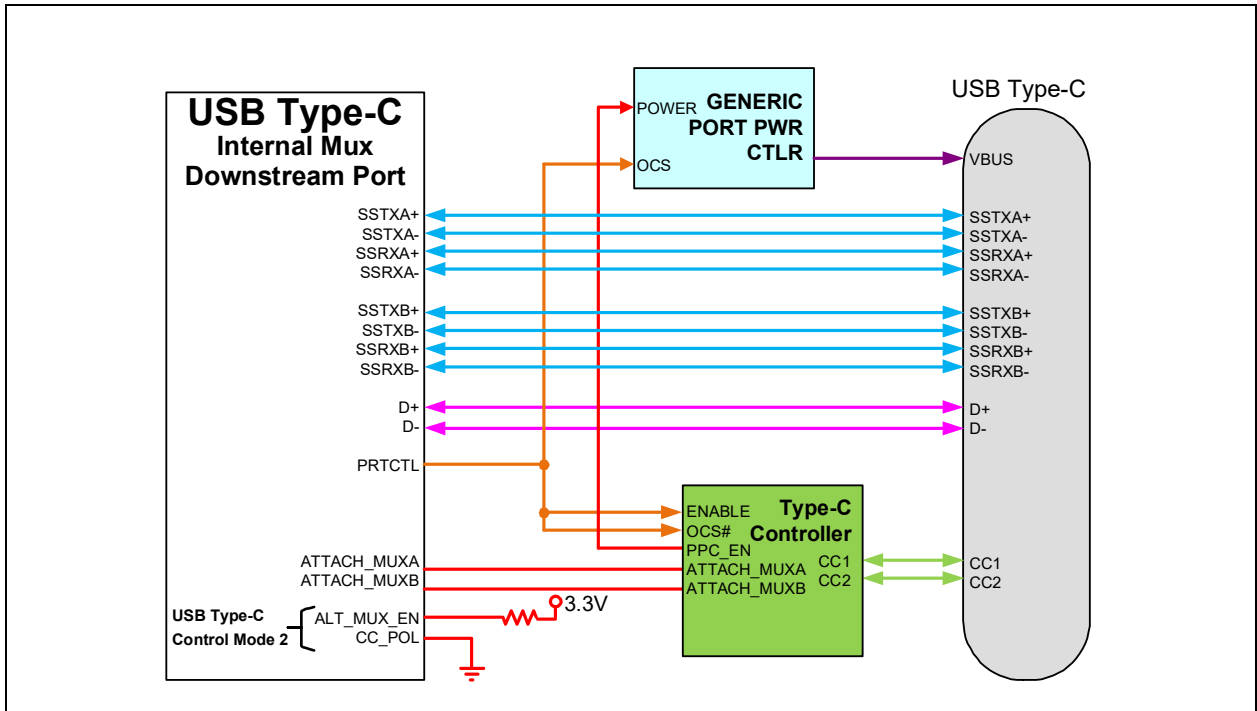 USB Type-C
Internal Mux
Downstream Port
SSTXA+
SSTXA-
SSRXA+
SSRXA-
SSTXB+
SSTXB-
SSRXB+
SSRXB-
D+
D-
PRTCTL
ATTACH_MUXA
ATTACH_MUXB
ALT_MUX_EN
CC_POL
USB Type-C
Control Mode 2
3.3V
POWER
OCS
GENERIC
PORT PWR
CTLR
ENABLE
OCS#
PPC_EN
ATTACH_MUXA
ATTACH_MUXB
Type-C
Controller
CC1
CC2
USB Type-C
VBUS
SSTXA+
SSTXA-
SSRXA+
SSRXA-
SSTXB+
SSTXB-
SSRXB+
SSRXB-
D+
D-
CC1
CC2